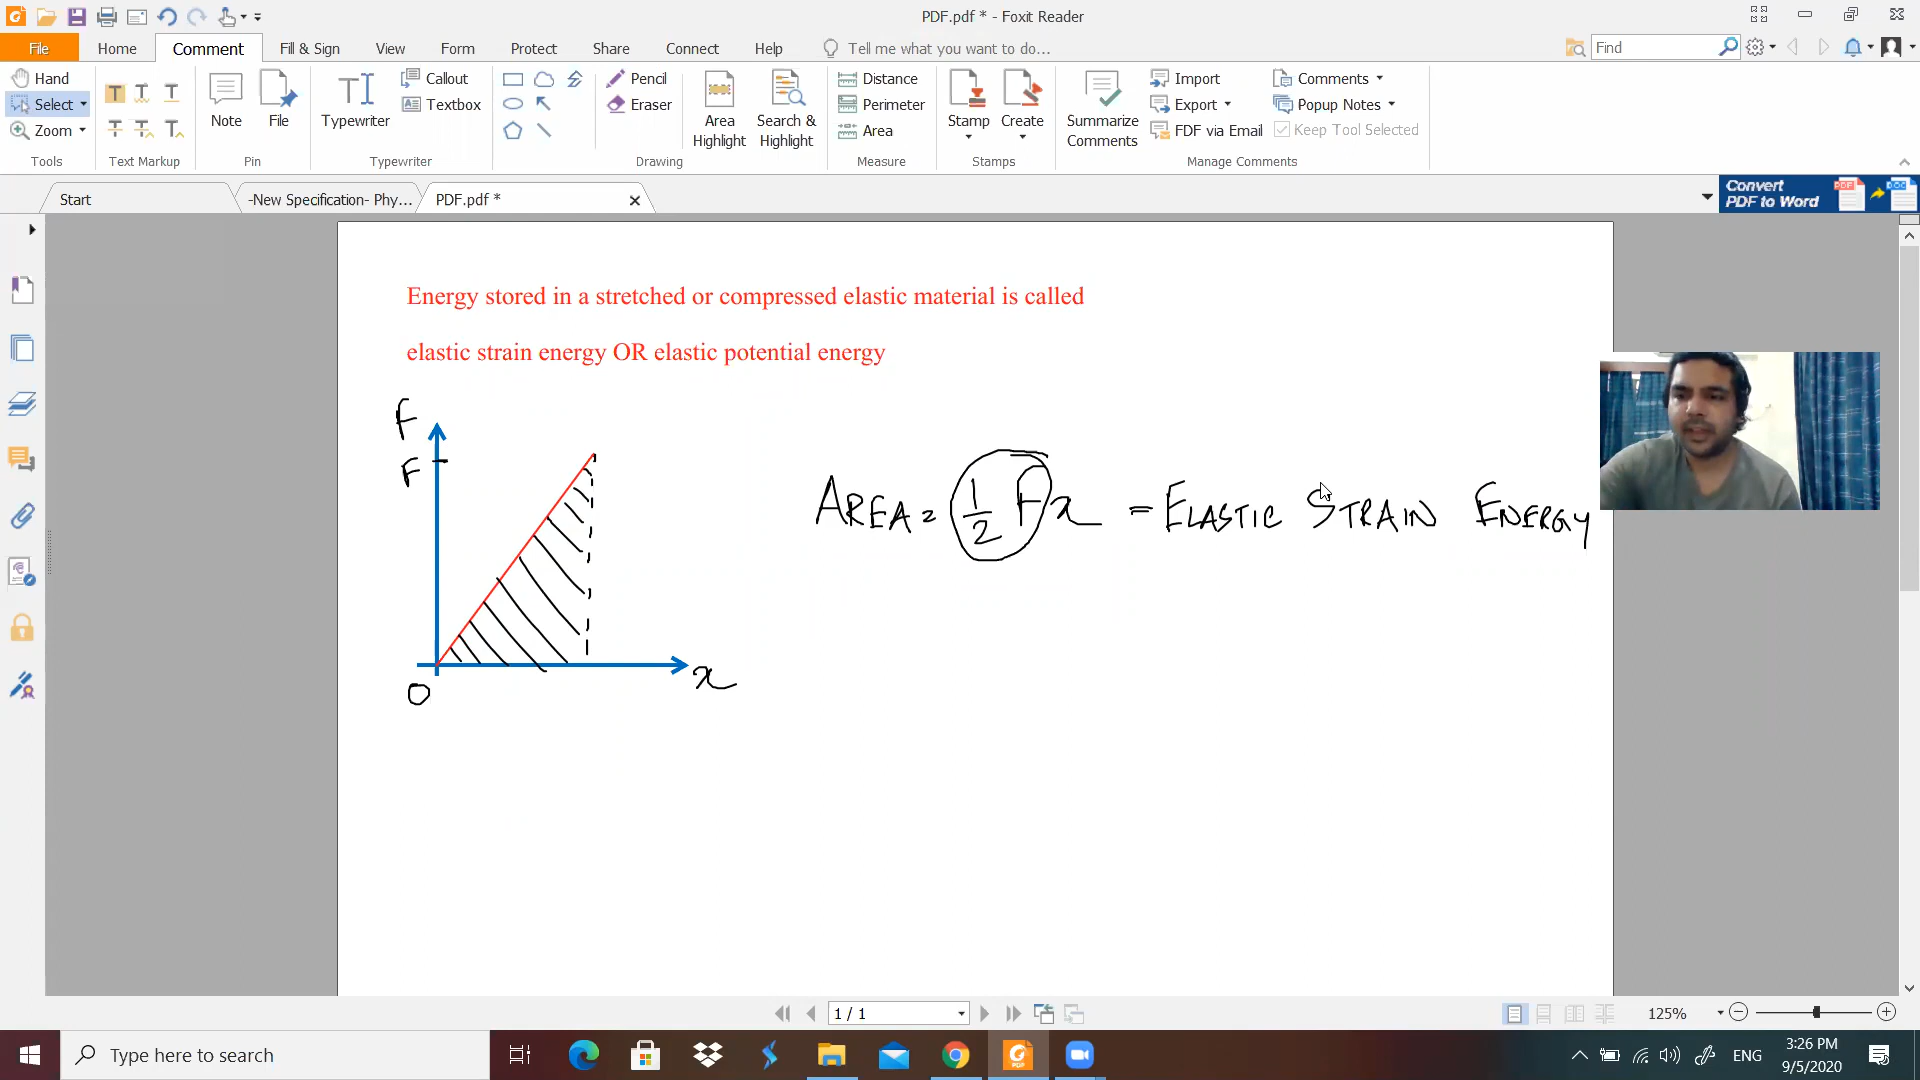 PDF.pdf * - Foxit Reader
File Home Comment Fill & Sign View Form Protect Share Connect Help Tell me what you want to do... Find
Hand
Select
Zoom
Tools
Text Markup
Note
File
Pin
Typewriter
Callout
Textbox
Typewriter
Pencil
Eraser
Area Highlight
Search & Highlight
Drawing
Distance
Perimeter
Area
Measure
Stamp
Create
Stamps
Summarize Comments
Import
Export
FDF via Email
Comments
Popup Notes
Keep Tool Selected
Manage Comments
Start
-New Specification- Phy...
PDF.pdf *
Convert
PDF to Word
Energy stored in a stretched or compressed elastic material is called
elastic strain energy OR elastic potential energy
F
F
AREA = 1/2 F x = ELASTIC STRAIN ENERGY
O
x
1 / 1
125%
Type here to search
ENG
3:26 PM
9/5/2020